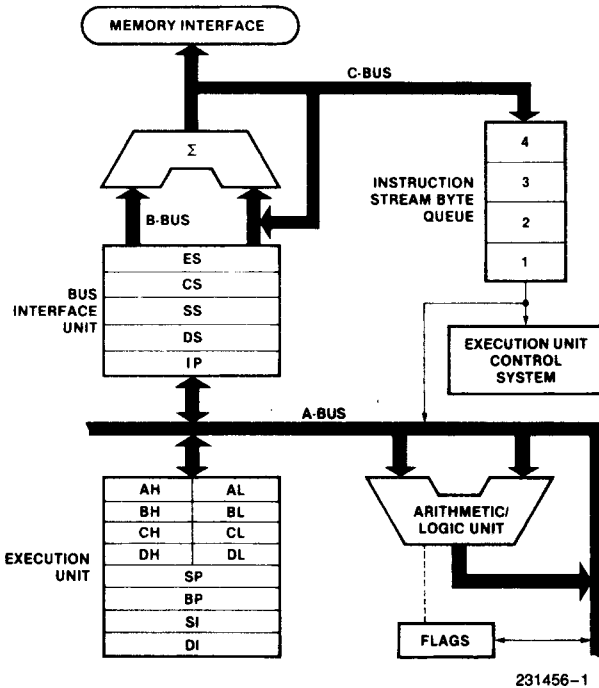 MEMORY INTERFACE
C-BUS
Σ
B-BUS
INSTRUCTION
STREAM BYTE
QUEUE
4
3
2
1
BUS
INTERFACE
UNIT
ES
CS
SS
DS
IP
EXECUTION UNIT
CONTROL
SYSTEM
A-BUS
EXECUTION
UNIT
AH AL
BH BL
CH CL
DH DL
SP
BP
SI
DI
ARITHMETIC/
LOGIC UNIT
FLAGS
231456-1